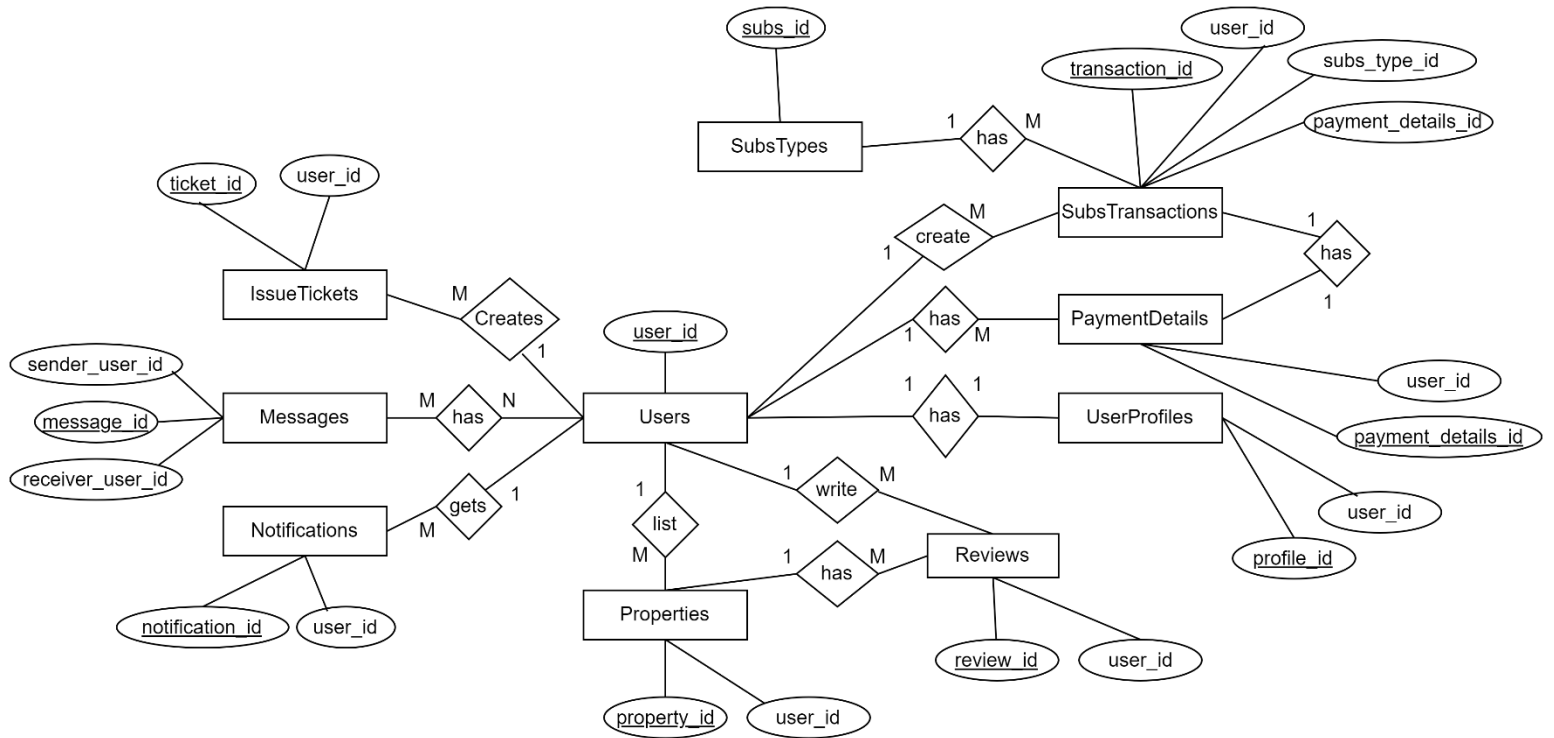 subs_id
user_id
transaction_id
subs_type_id
payment_details_id
SubsTypes
1
has
M
ticket_id
user_id
SubsTransactions
M
create
1
1
has
1
IssueTickets
M
Creates
1
user_id
has
1
M
PaymentDetails
sender_user_id
message_id
receiver_user_id
Messages
M
has
N
Users
1
has
1
UserProfiles
user_id
payment_details_id
user_id
profile_id
Notifications
M
gets
1
notification_id
user_id
1
list
M
1
write
M
Reviews
1
has
M
Properties
review_id
user_id
property_id
user_id